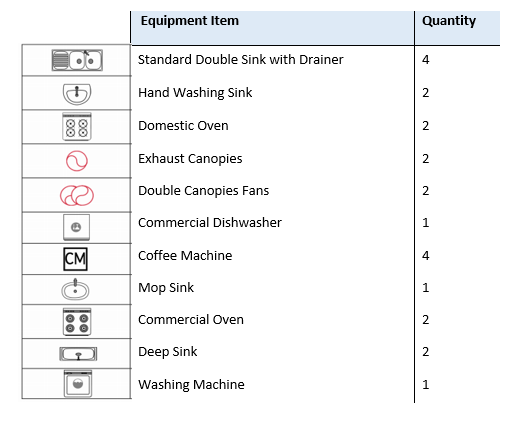 Equipment Item Quantity
Standard Double Sink with Drainer 4
Hand Washing Sink 2
Domestic Oven 2
Exhaust Canopies 2
Double Canopies Fans 2
Commercial Dishwasher 1
CM Coffee Machine 4
Mop Sink 1
Commercial Oven 2
Deep Sink 2
Washing Machine 1